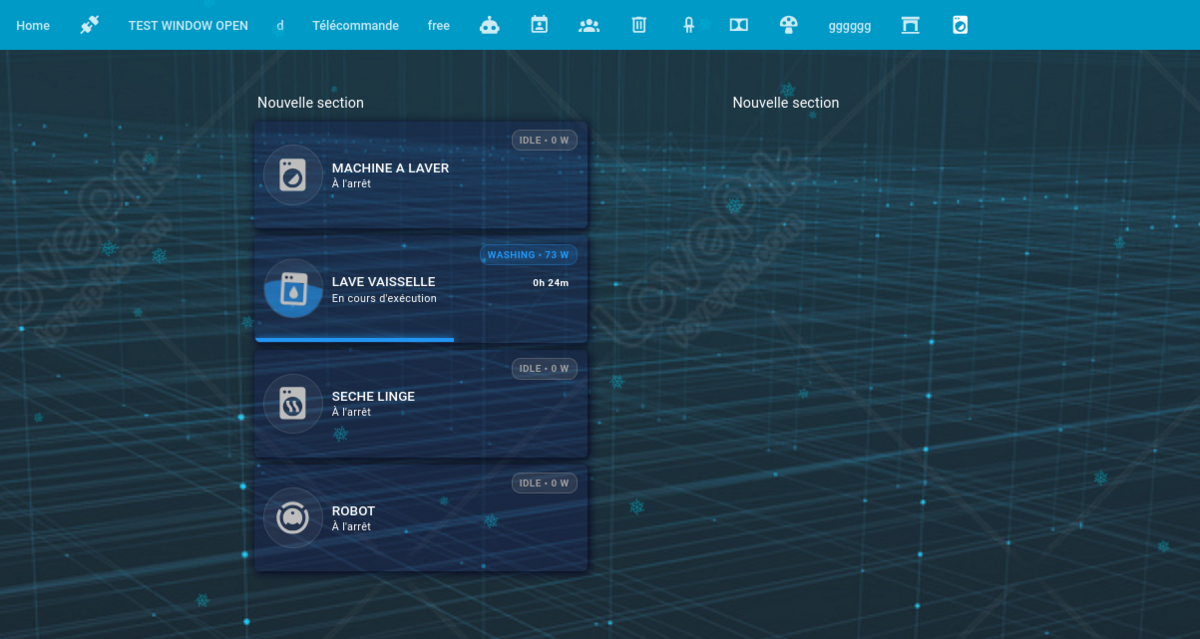 Home
TEST WINDOW OPEN
d
Télécommande
free
gggggg
Nouvelle section
IDLE • 0 W
MACHINE A LAVER
À l'arrêt
WASHING • 73 W
LAVE VAISSELLE
0h 24m
En cours d'exécution
IDLE • 0 W
SECHE LINGE
À l'arrêt
IDLE • 0 W
ROBOT
À l'arrêt
Nouvelle section